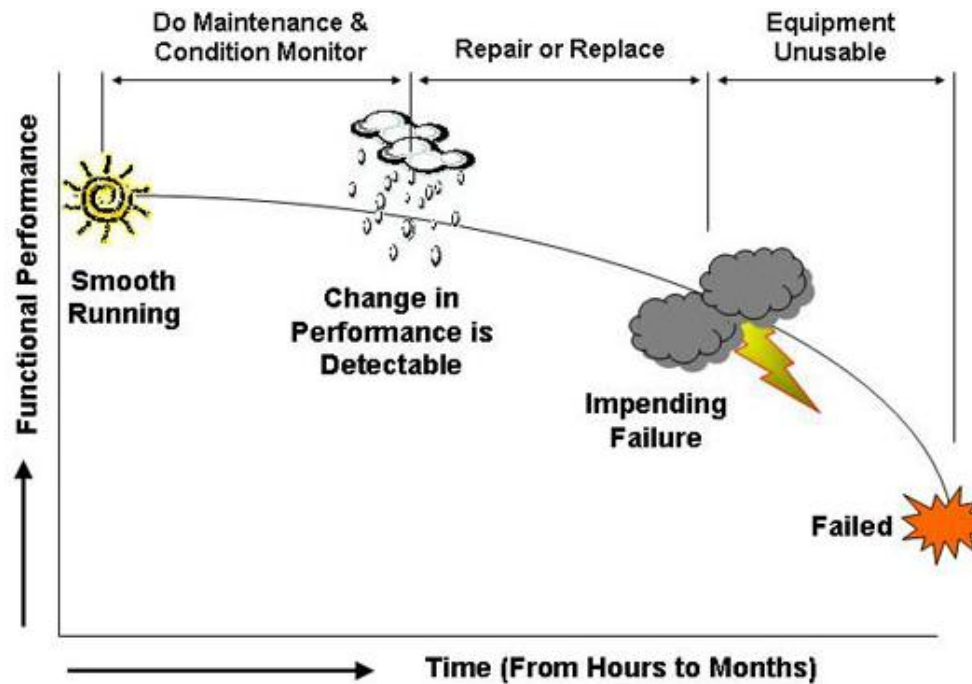 Do Maintenance &
Condition Monitor
Repair or Replace
Equipment
Unusable
Functional Performance
Smooth
Running
Change in
Performance is
Detectable
Impending
Failure
Failed
Time (From Hours to Months)